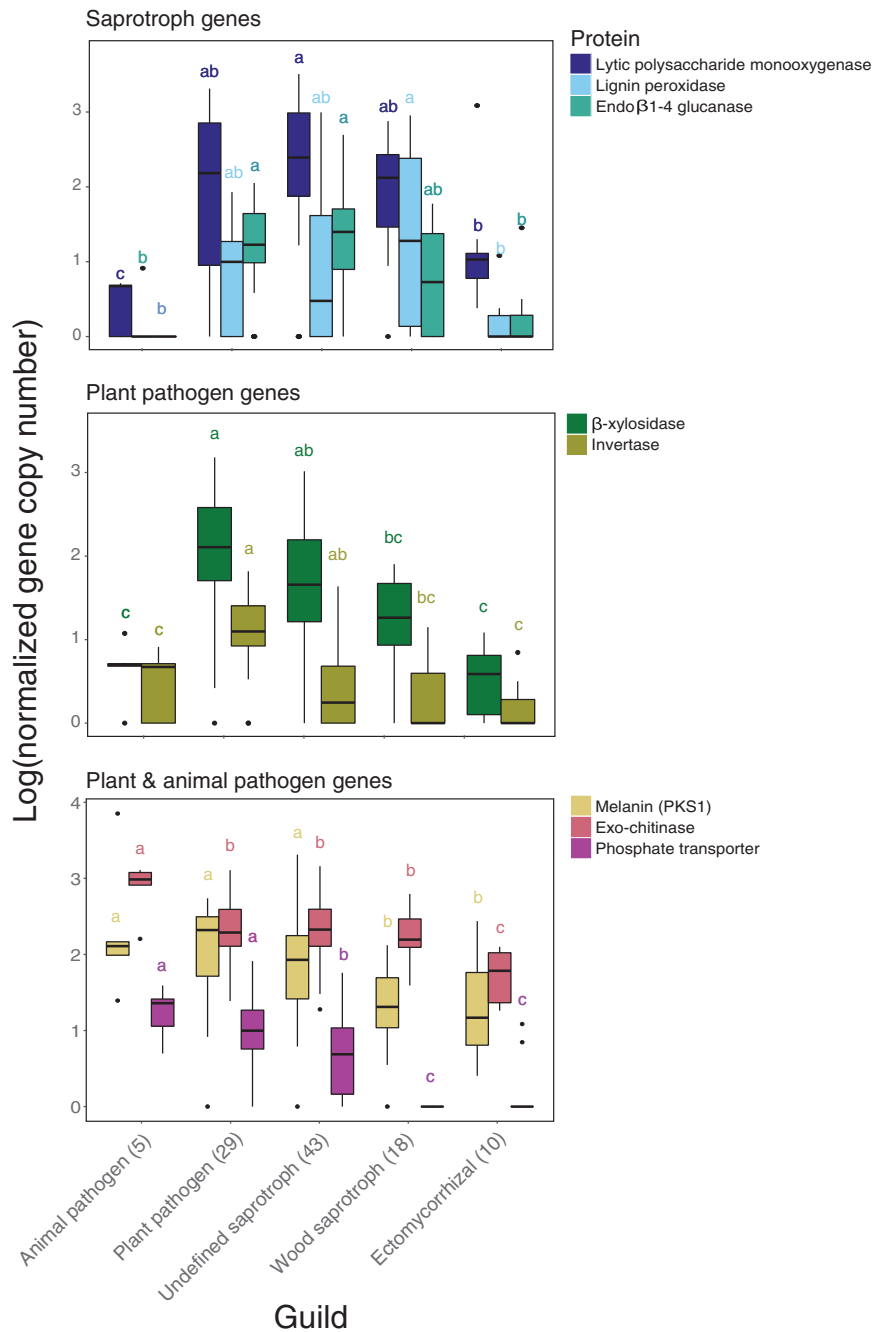 Saprotroph genes
Protein
Lytic polysaccharide monooxygenase
Lignin peroxidase
Endo β1-4 glucanase
3
2
1
0
c
b
b
ab
ab
a
a
ab
a
ab
a
ab
b
b
b
Plant pathogen genes
β-xylosidase
Invertase
3
2
1
0
c
c
a
a
ab
ab
bc
bc
c
c
Log(normalized gene copy number)
Plant & animal pathogen genes
Melanin (PKS1)
Exo-chitinase
Phosphate transporter
4
3
2
1
0
a
a
a
a
b
a
a
b
b
b
b
c
b
c
c
Animal pathogen (5)
Plant pathogen (29)
Undefined saprotroph (43)
Wood saprotroph (18)
Ectomycorrhizal (10)
Guild